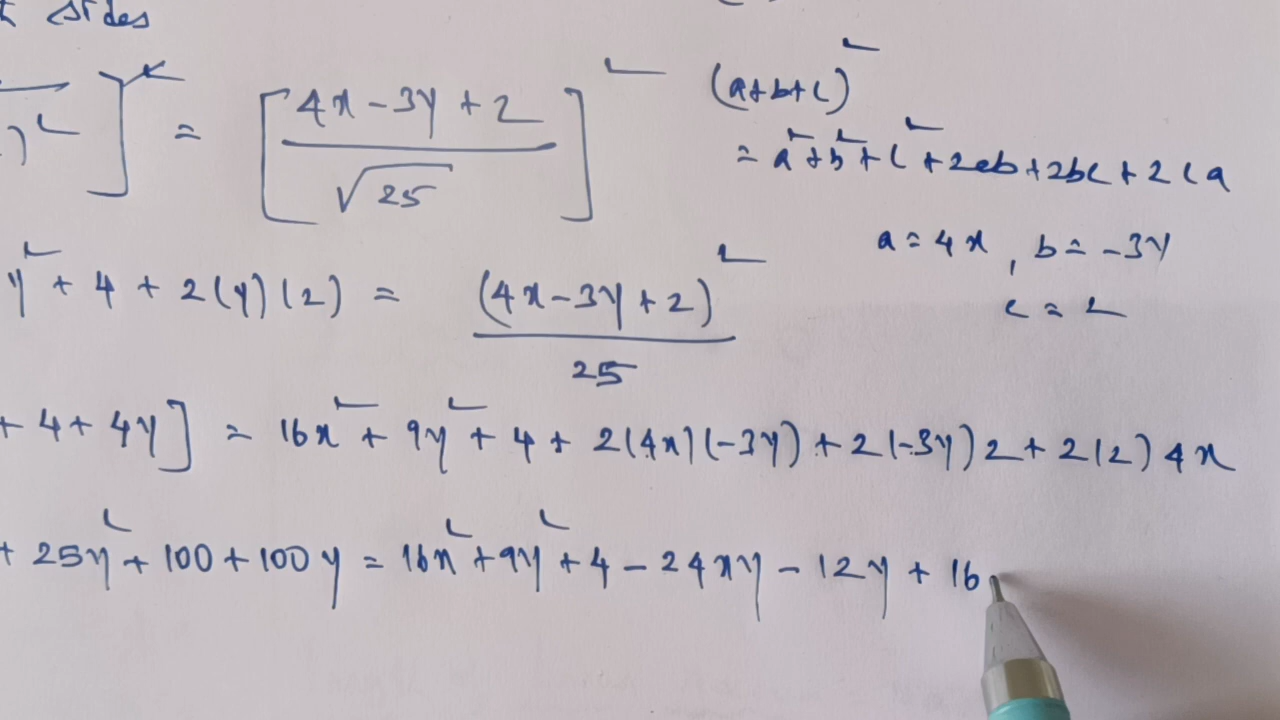 sides
)² ]² = [ 4x - 3y + 2 / √25 ]²
(a+b+c)²
= a² + b² + c² + 2ab + 2bc + 2ca
a = 4x , b = -3y
c = 2
y² + 4 + 2(y)(2) = (4x - 3y + 2)² / 25
+ 4 + 4y ] = 16x² + 9y² + 4 + 2(4x)(-3y) + 2(-3y)2 + 2(2)4x
+ 25y² + 100 + 100y = 16x² + 9y² + 4 - 24xy - 12y + 16